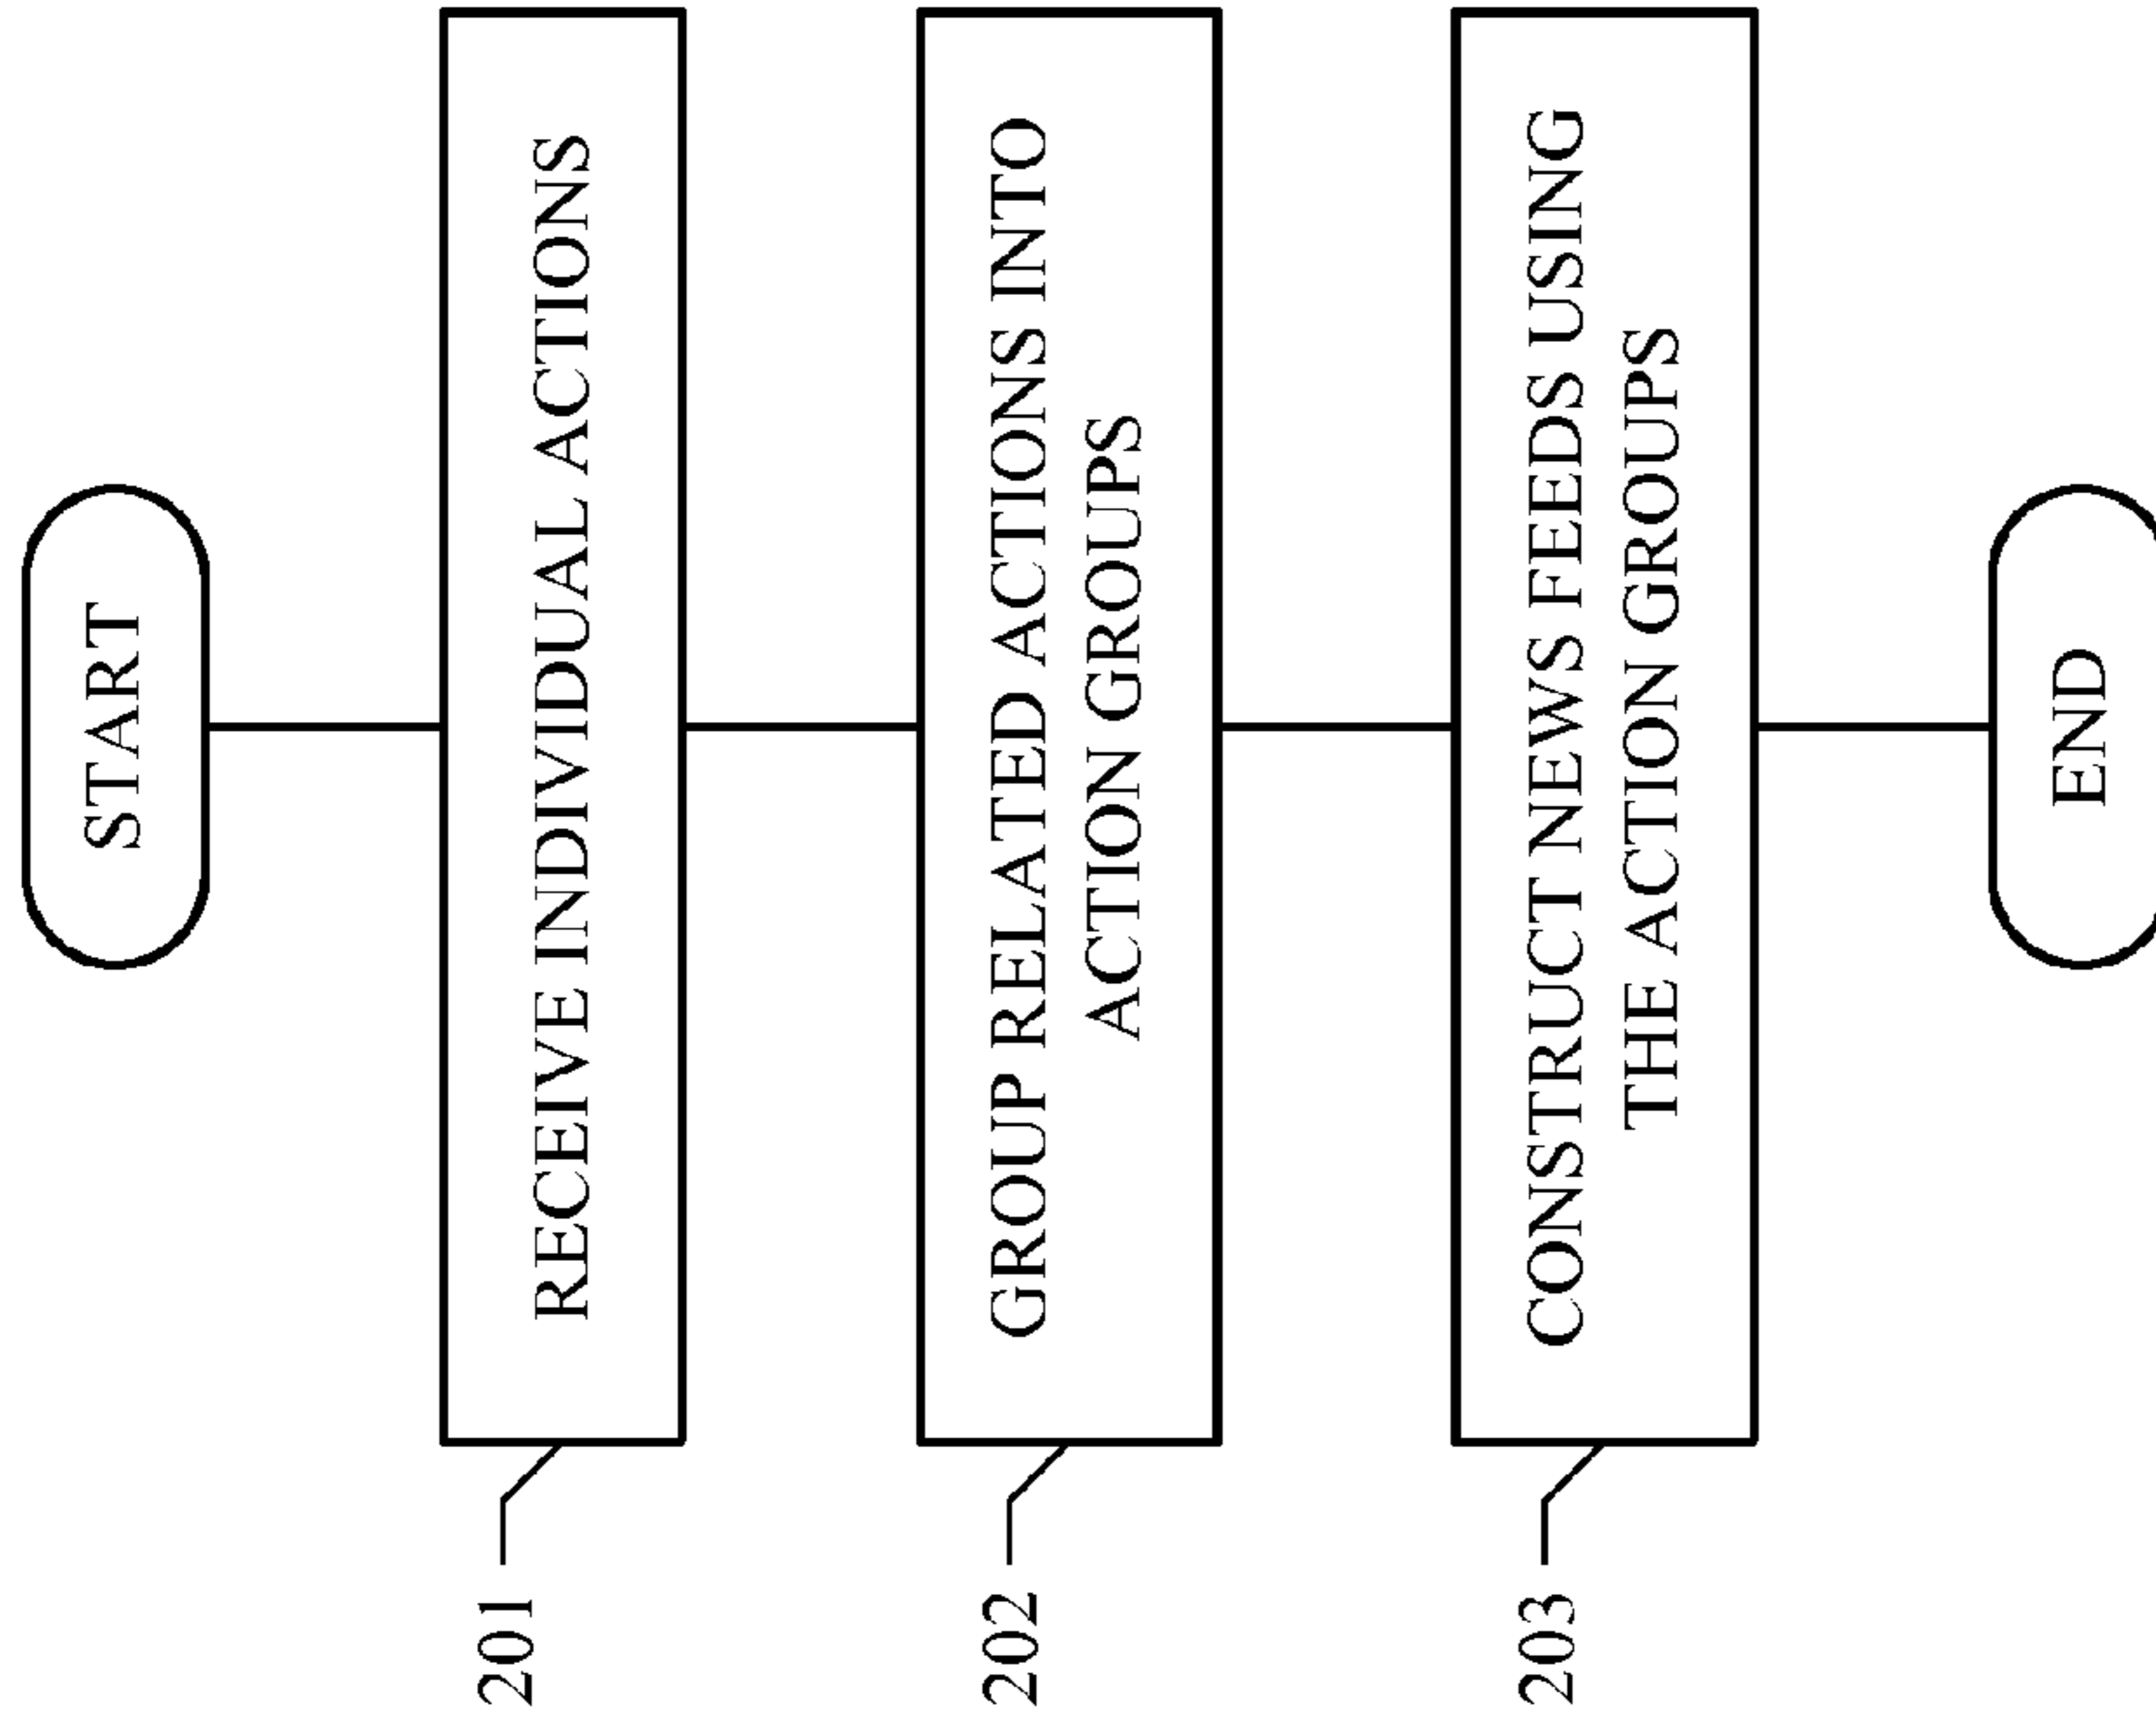 START
201
RECEIVE INDIVIDUAL ACTIONS
202
GROUP RELATED ACTIONS INTO
ACTION GROUPS
203
CONSTRUCT NEWS FEEDS USING
THE ACTION GROUPS
END